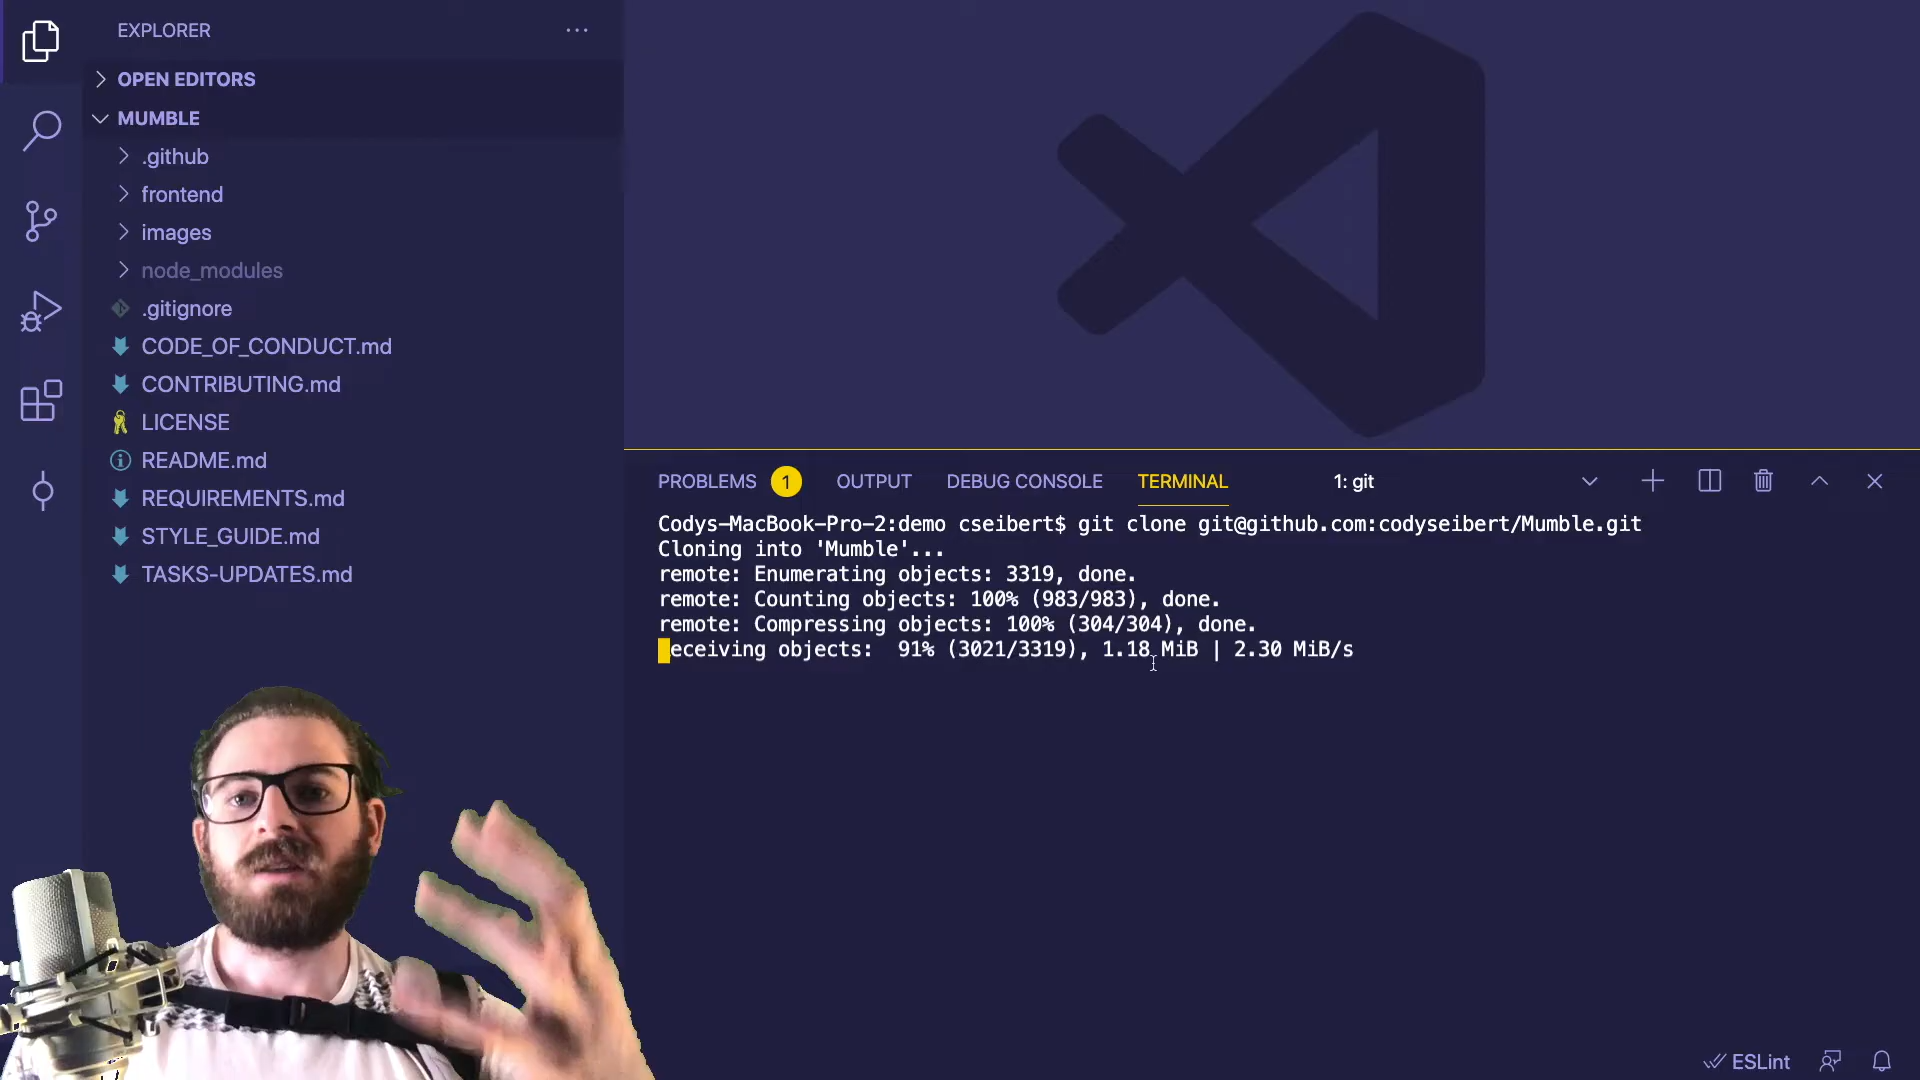 EXPLORER
OPEN EDITORS
MUMBLE
.github
frontend
images
node_modules
.gitignore
CODE_OF_CONDUCT.md
CONTRIBUTING.md
LICENSE
README.md
REQUIREMENTS.md
STYLE_GUIDE.md
TASKS-UPDATES.md
PROBLEMS 1 OUTPUT DEBUG CONSOLE TERMINAL 1: git
Codys-MacBook-Pro-2:demo cseibert$ git clone git@github.com:codyseibert/Mumble.git
Cloning into 'Mumble'...
remote: Enumerating objects: 3319, done.
remote: Counting objects: 100% (983/983), done.
remote: Compressing objects: 100% (304/304), done.
eceiving objects:  91% (3021/3319), 1.18 MiB | 2.30 MiB/s
ESLint